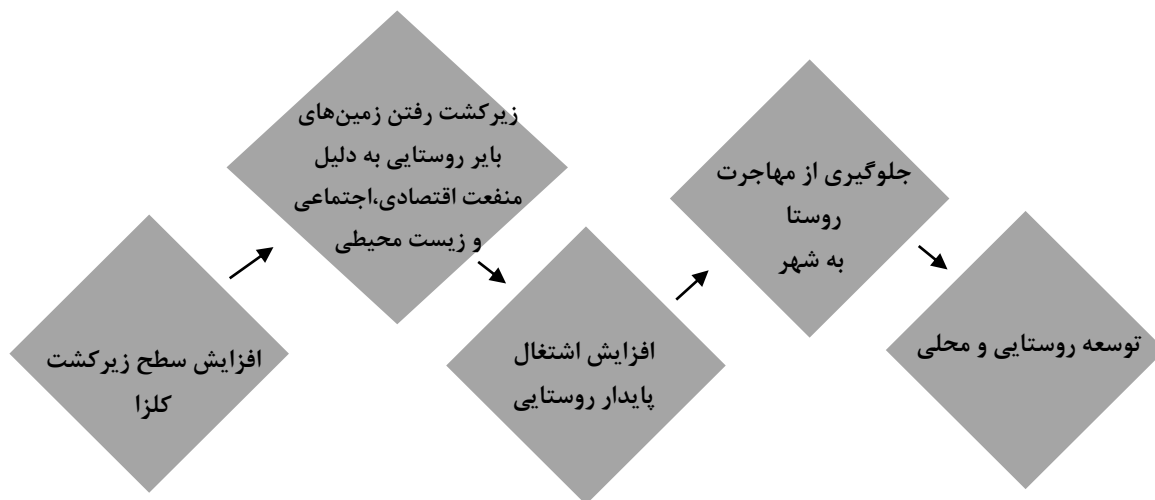 افزایش سطح زیرکشت
کلزا
زیرکشت رفتن زمین‌های
بایر روستایی به دلیل
منفعت اقتصادی،اجتماعی
و زیست محیطی
افزایش اشتغال
پایدار روستایی
جلوگیری از مهاجرت
روستا
به شهر
توسعه روستایی و محلی